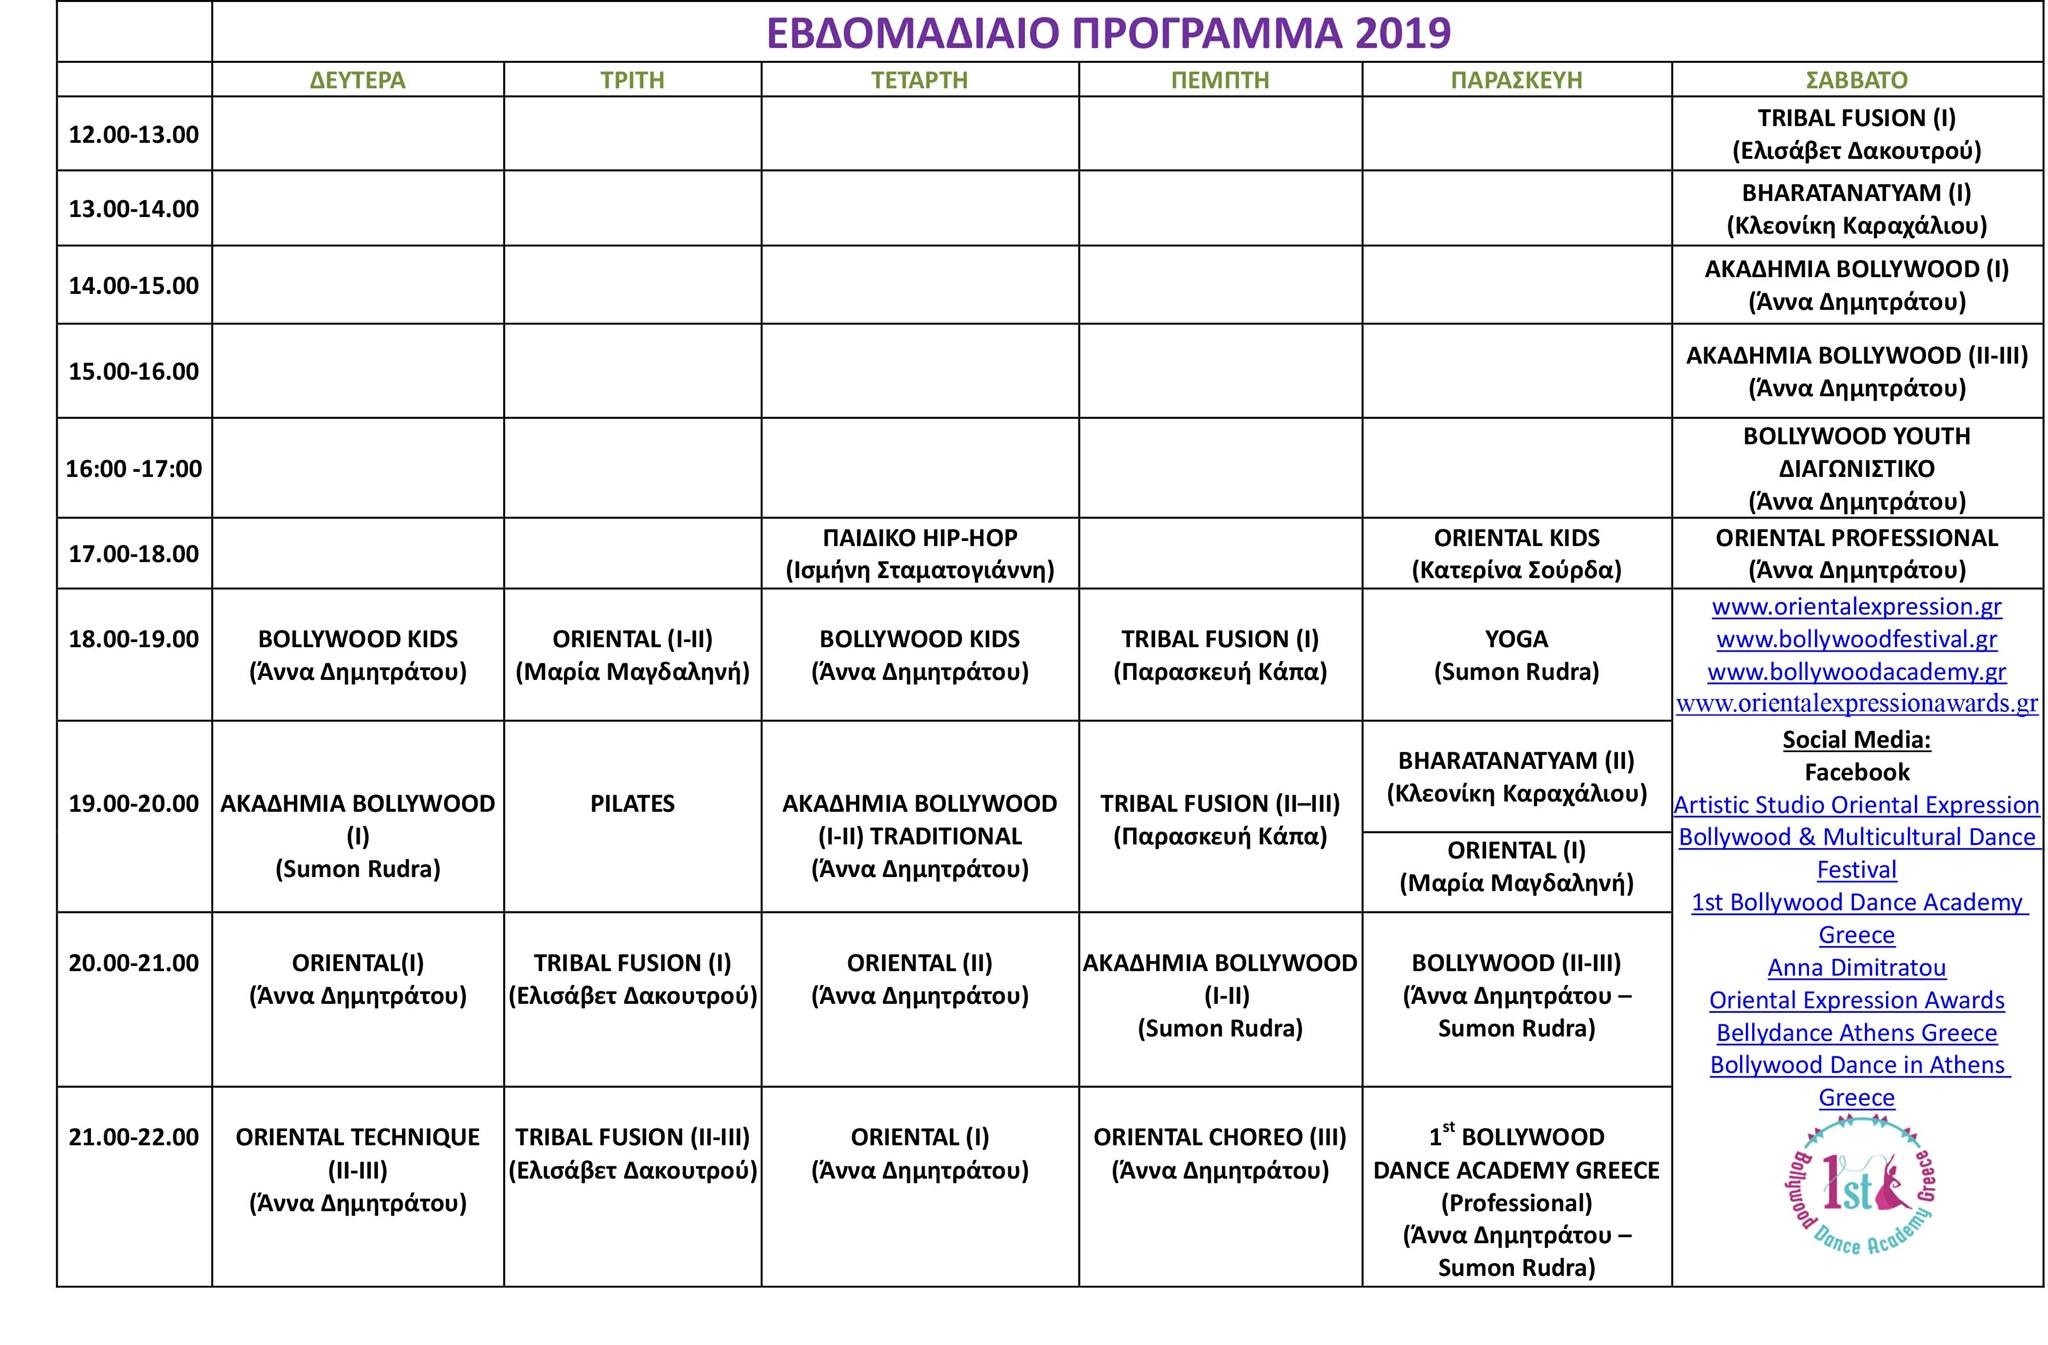 ΕΒΔΟΜΑΔΙΑΙΟ ΠΡΟΓΡΑΜΜΑ 2019
ΔΕΥΤΕΡΑ ΤΡΙΤΗ ΤΕΤΑΡΤΗ ΠΕΜΠΤΗ ΠΑΡΑΣΚΕΥΗ ΣΑΒΒΑΤΟ
12.00-13.00
TRIBAL FUSION (I)
(Ελισάβετ Δακουτρού)
13.00-14.00
BHARATANATYAM (I)
(Κλεονίκη Καραχάλιου)
14.00-15.00
ΑΚΑΔΗΜΙΑ BOLLYWOOD (I)
(Άννα Δημητράτου)
15.00-16.00
ΑΚΑΔΗΜΙΑ BOLLYWOOD (II-III)
(Άννα Δημητράτου)
16:00 -17:00
BOLLYWOOD YOUTH
ΔΙΑΓΩΝΙΣΤΙΚΟ
(Άννα Δημητράτου)
17.00-18.00
ΠΑΙΔΙΚΟ HIP-HOP
(Ισμήνη Σταματογιάννη)
ORIENTAL KIDS
(Κατερίνα Σούρδα)
ORIENTAL PROFESSIONAL
(Άννα Δημητράτου)
18.00-19.00
BOLLYWOOD KIDS
(Άννα Δημητράτου)
ORIENTAL (I-II)
(Μαρία Μαγδαληνή)
BOLLYWOOD KIDS
(Άννα Δημητράτου)
TRIBAL FUSION (I)
(Παρασκευή Κάπα)
YOGA
(Sumon Rudra)
www.orientalexpression.gr
www.bollywoodfestival.gr
www.bollywoodacademy.gr
www.orientalexpressionawards.gr
Social Media:
Facebook
Artistic Studio Oriental Expression
Bollywood & Multicultural Dance
Festival
1st Bollywood Dance Academy
Greece
Anna Dimitratou
Oriental Expression Awards
Bellydance Athens Greece
Bollywood Dance in Athens
Greece
1st
Bollywood Dance Academy Greece
19.00-20.00
ΑΚΑΔΗΜΙΑ BOLLYWOOD
(I)
(Sumon Rudra)
PILATES
ΑΚΑΔΗΜΙΑ BOLLYWOOD
(I-II) TRADITIONAL
(Άννα Δημητράτου)
TRIBAL FUSION (II–III)
(Παρασκευή Κάπα)
BHARATANATYAM (II)
(Κλεονίκη Καραχάλιου)
ORIENTAL (I)
(Μαρία Μαγδαληνή)
20.00-21.00
ORIENTAL(I)
(Άννα Δημητράτου)
TRIBAL FUSION (I)
(Ελισάβετ Δακουτρού)
ORIENTAL (II)
(Άννα Δημητράτου)
ΑΚΑΔΗΜΙΑ BOLLYWOOD
(I-II)
(Sumon Rudra)
BOLLYWOOD (II-III)
(Άννα Δημητράτου –
Sumon Rudra)
21.00-22.00
ORIENTAL TECHNIQUE
(II-III)
(Άννα Δημητράτου)
TRIBAL FUSION (II-III)
(Ελισάβετ Δακουτρού)
ORIENTAL (I)
(Άννα Δημητράτου)
ORIENTAL CHOREO (III)
(Άννα Δημητράτου)
1st BOLLYWOOD
DANCE ACADEMY GREECE
(Professional)
(Άννα Δημητράτου –
Sumon Rudra)